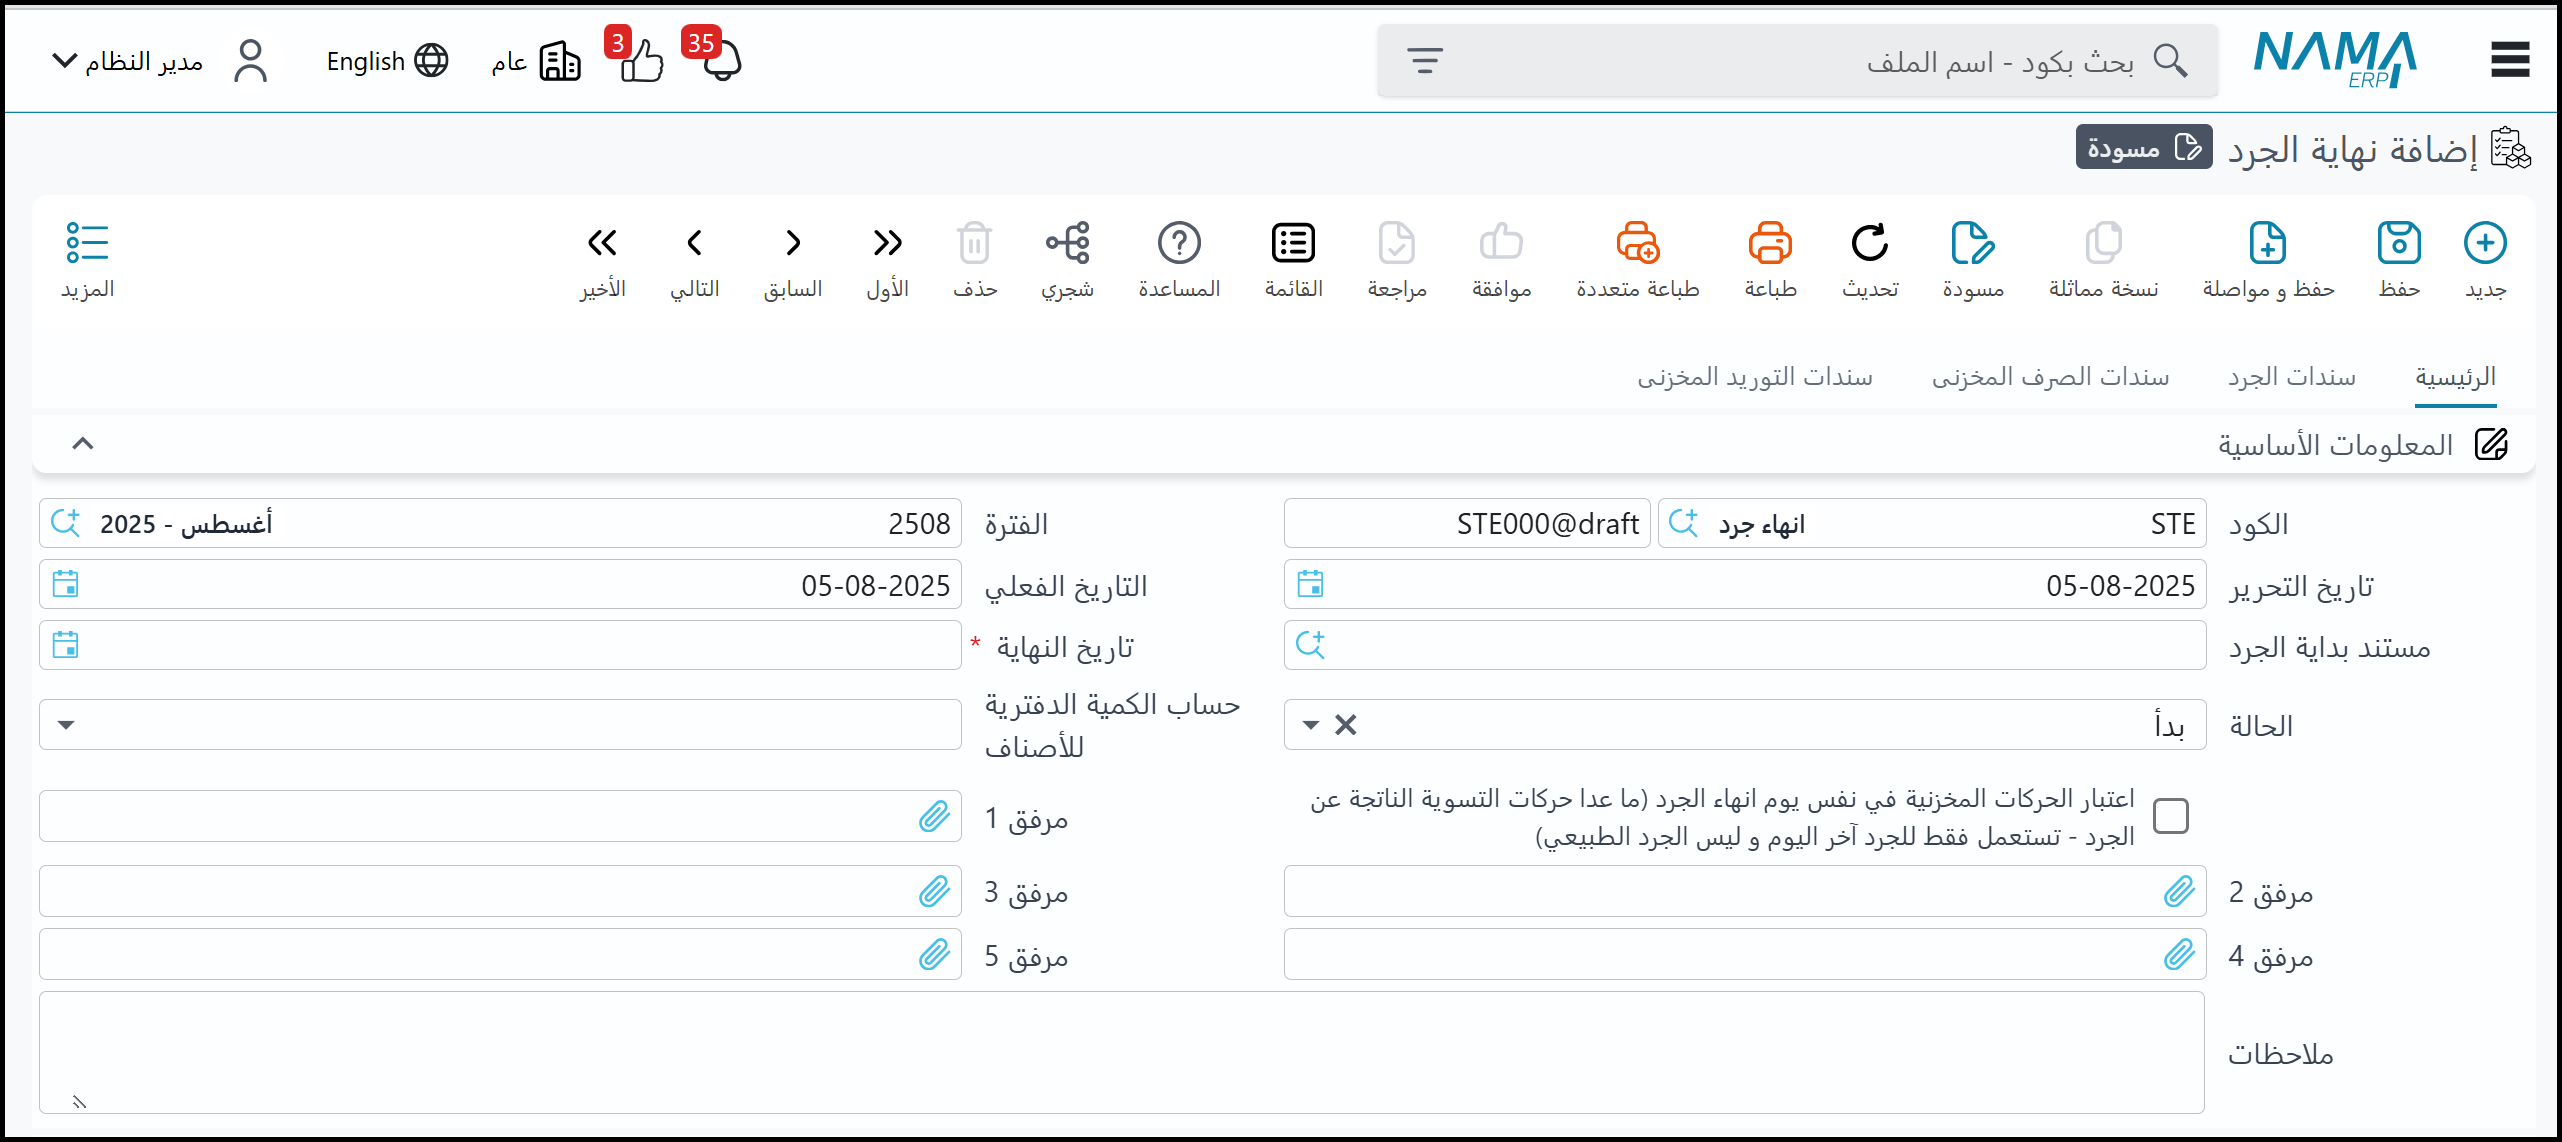 NAMA
ERP
بحث بكود - اسم الملف
35
3
عام
English
مدير النظام
إضافة نهاية الجرد
مسودة
جديد
حفظ
حفظ و مواصلة
نسخة مماثلة
مسودة
تحديث
طباعة
طباعة متعددة
موافقة
مراجعة
القائمة
المساعدة
شجري
حذف
الأول
السابق
التالي
الأخير
المزيد
الرئيسية
سندات الجرد
سندات الصرف المخزنى
سندات التوريد المخزنى
المعلومات الأساسية
الكود
STE
انهاء جرد
STE000@draft
الفترة
2508
أغسطس - 2025
تاريخ التحرير
05-08-2025
التاريخ الفعلي
05-08-2025
مستند بداية الجرد
تاريخ النهاية *
الحالة
بدأ
حساب الكمية الدفترية
للأصناف
اعتبار الحركات المخزنية في نفس يوم انهاء الجرد (ما عدا حركات التسوية الناتجة عن
الجرد - تستعمل فقط للجرد آخر اليوم و ليس الجرد الطبيعي)
مرفق 1
مرفق 2
مرفق 3
مرفق 4
مرفق 5
ملاحظات